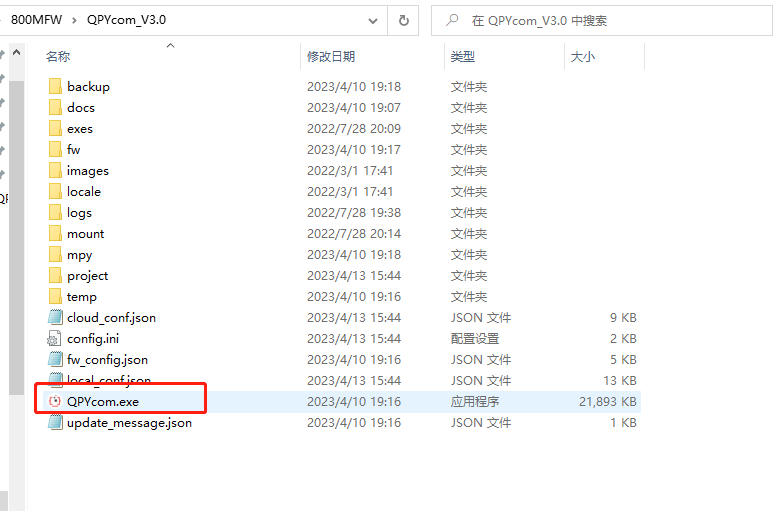 800MFW › QPYcom_V3.0 在 QPYcom_V3.0 中搜索
名称 修改日期 类型 大小
backup 2023/4/10 19:18 文件夹
docs 2023/4/10 19:07 文件夹
exes 2022/7/28 20:09 文件夹
fw 2023/4/10 19:17 文件夹
images 2022/3/1 17:41 文件夹
locale 2022/3/1 17:41 文件夹
logs 2022/7/28 19:38 文件夹
mount 2022/7/28 20:14 文件夹
mpy 2023/4/10 19:18 文件夹
project 2023/4/13 15:44 文件夹
temp 2023/4/10 19:16 文件夹
cloud_conf.json 2023/4/13 15:44 JSON 文件 9 KB
config.ini 2023/4/13 15:44 配置设置 2 KB
fw_config.json 2023/4/10 19:16 JSON 文件 5 KB
local_conf.json 2023/4/13 15:44 JSON 文件 13 KB
QPYcom.exe 2023/4/10 19:16 应用程序 21,893 KB
update_message.json 2023/4/10 19:16 JSON 文件 1 KB